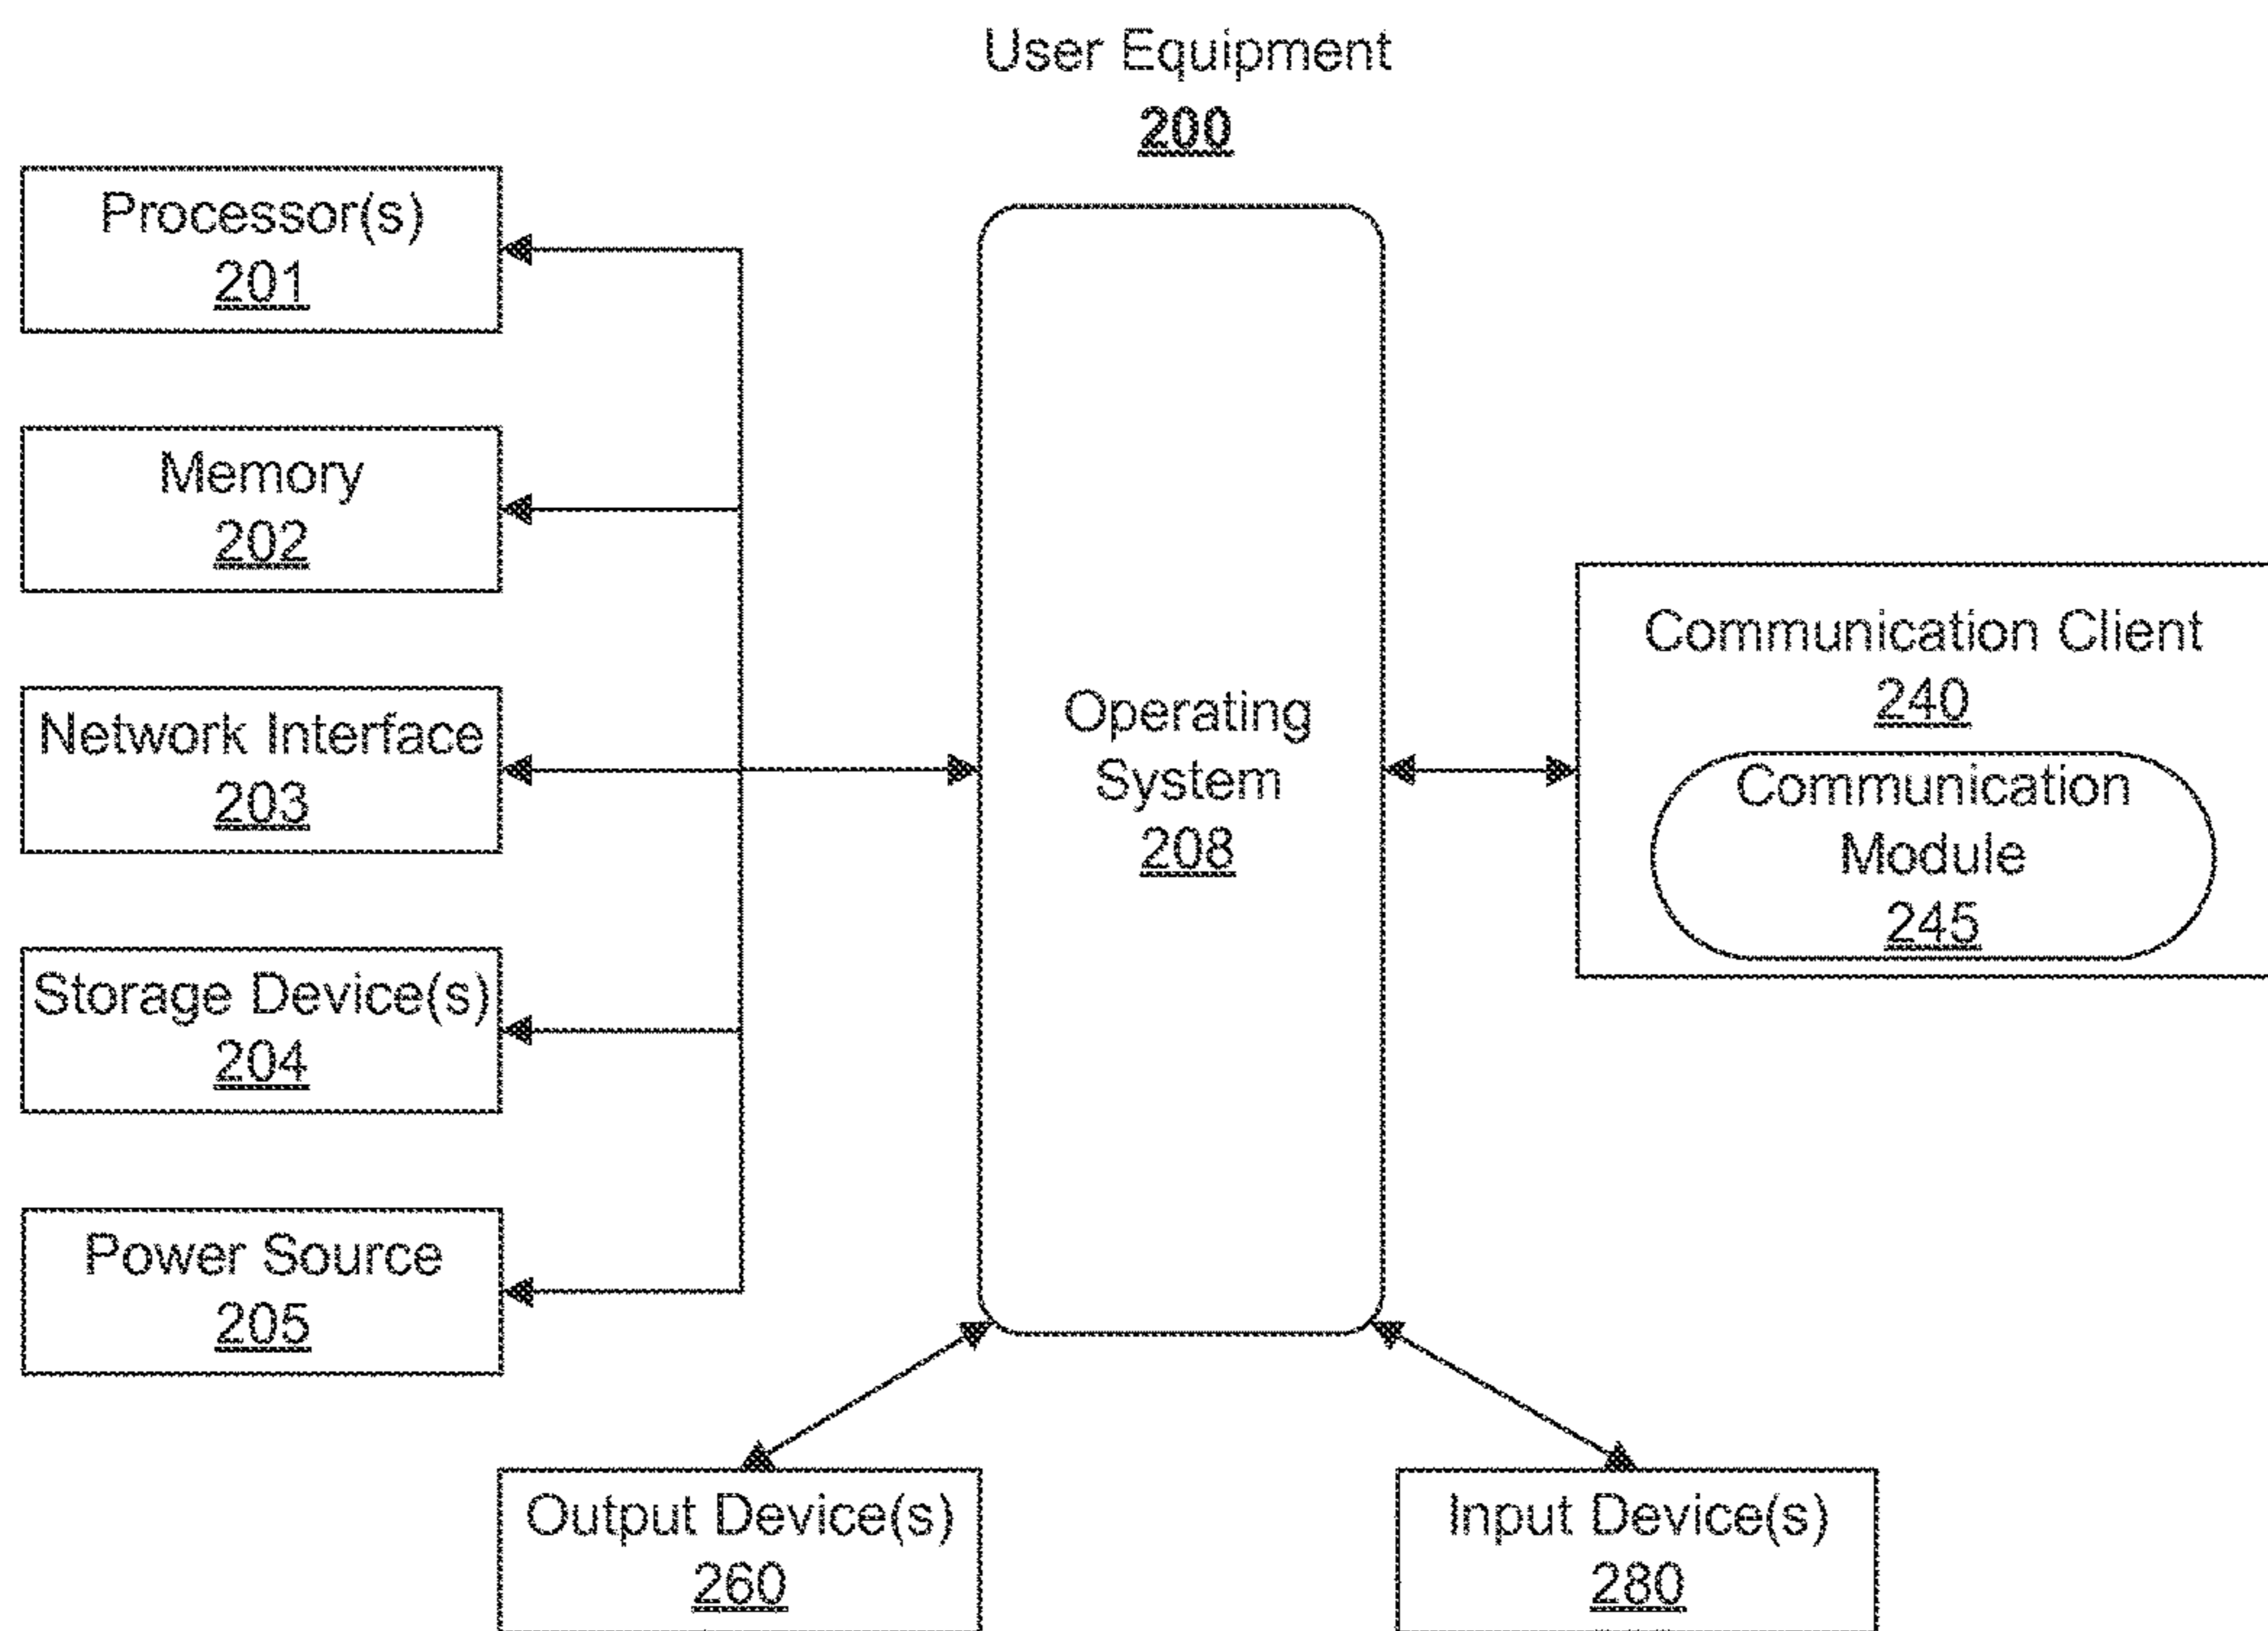 User Equipment
200
Processor(s)
201
Memory
202
Network Interface
203
Storage Device(s)
204
Power Source
205
Operating
System
208
Communication Client
240
Communication
Module
245
Output Device(s)
260
Input Device(s)
280